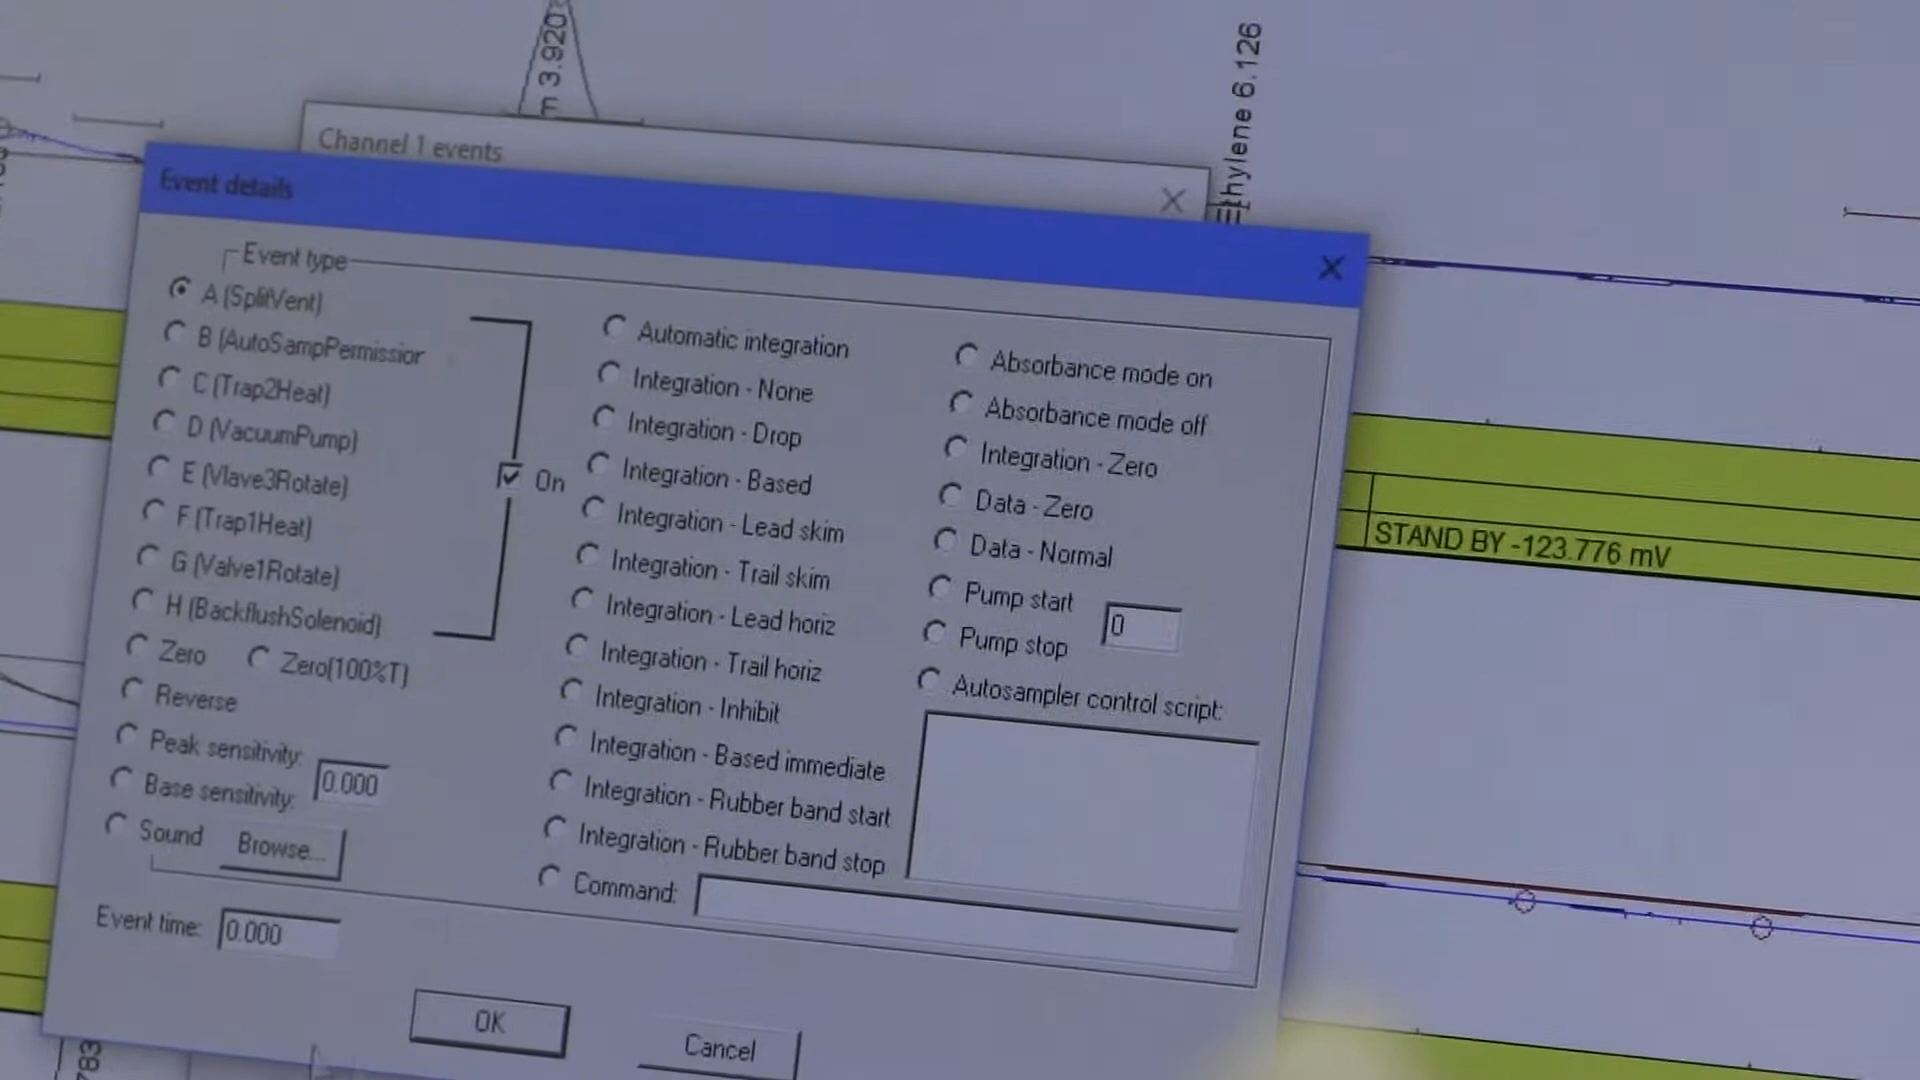 m 3.920
Ethylene 6.126
Channel 1 events
Event details
Event type
A (SplitVent)
B (AutoSampPermission
C (Trap2Heat)
D (VacuumPump)
E (Vlave3Rotate)
F (Trap1Heat)
G (Valve1Rotate)
H (BackflushSolenoid)
On
Zero
Zero(100%T)
Reverse
Peak sensitivity:
Base sensitivity:
0.000
Sound
Browse...
Automatic integration
Integration - None
Integration - Drop
Integration - Based
Integration - Lead skim
Integration - Trail skim
Integration - Lead horiz
Integration - Trail horiz
Integration - Inhibit
Integration - Based immediate
Integration - Rubber band start
Integration - Rubber band stop
Command:
Absorbance mode on
Absorbance mode off
Integration - Zero
Data - Zero
Data - Normal
Pump start
Pump stop
0
Autosampler control script:
Event time:
0.000
OK
Cancel
STAND BY -123.776 mV
783